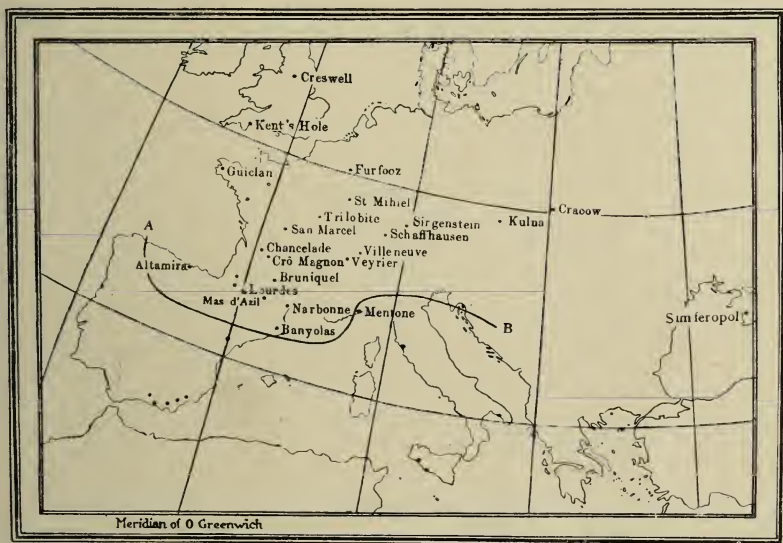 Creswell
Kent's Hole
Guiclan
Furfooz
St Mihiel
Trilobite
San Marcel
Sirgenstein
Kulna
Cracow
Schaffhausen
A
Chancelade
Villeneuve
Altamira
Crô Magnon
Veyrier
Bruniquel
Lourdes
Mas d'Azil
Narbonne
Mentone
Simferopol
Banyolas
B
Meridian of 0 Greenwich